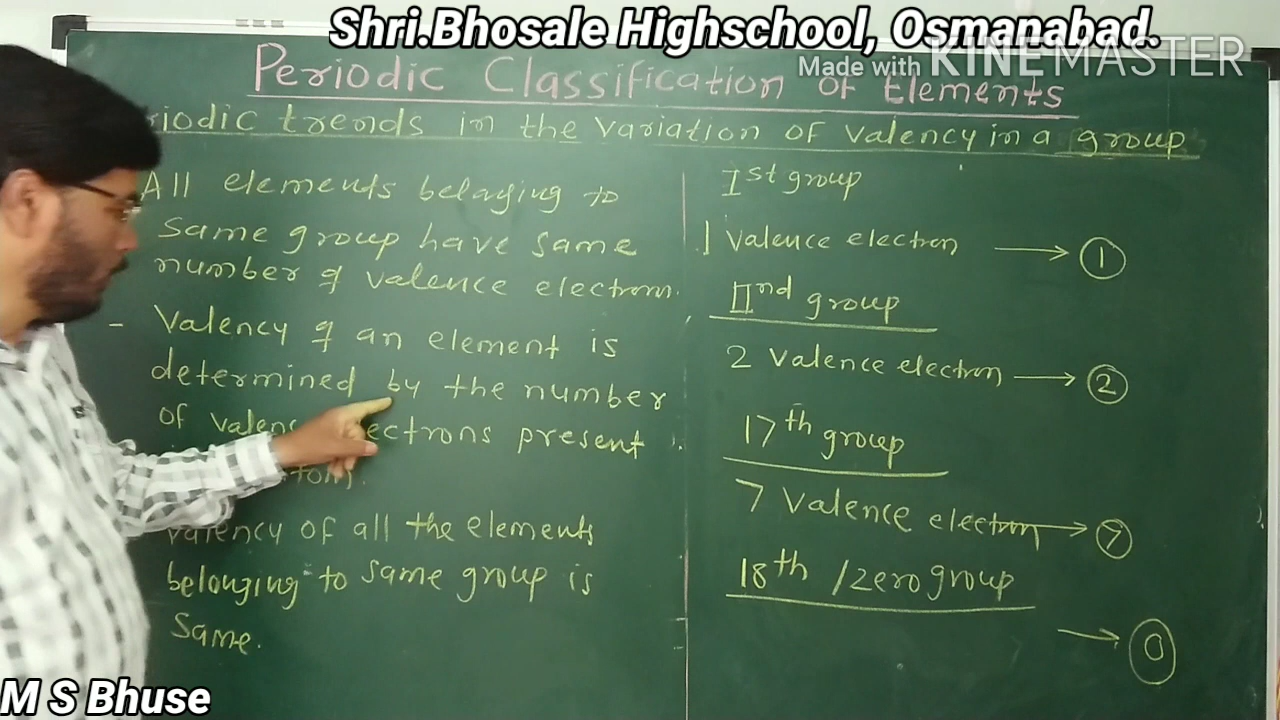 Shri.Bhosale Highschool, Osmanabad.
Made with KINEMASTER
Periodic Classification of Elements
riodic trends in the variation of valency in a group
All elements belonging to
same group have same
number of valence electrons.
- Valency of an element is
determined by the number
of valence electrons present
atom.
valency of all the elements
belonging to same group is
same.
Ist group
1 Valence electron → 1
IInd group
2 Valence electron → 2
17th group
7 Valence electron → 7
18th / zero group
→ 0
M S Bhuse